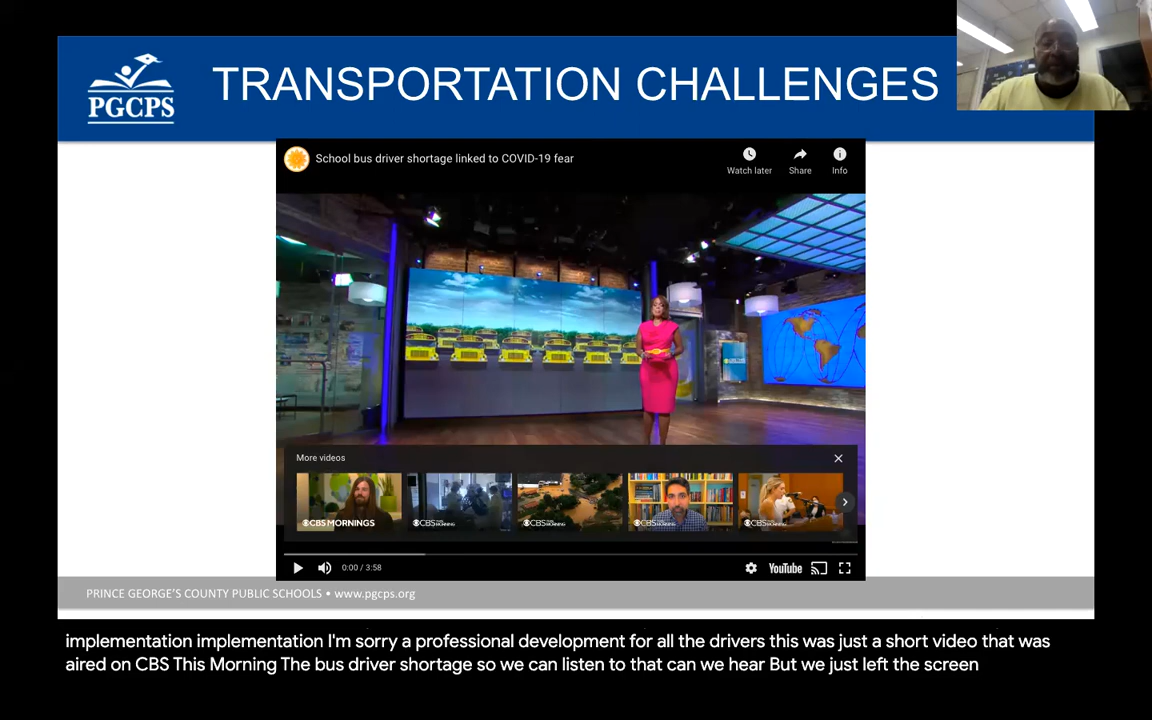 PGCPS
TRANSPORTATION CHALLENGES
School bus driver shortage linked to COVID-19 fear
Watch later
Share
Info
More videos
CBS MORNINGS
0:00 / 3:58
YouTube
PRINCE GEORGE'S COUNTY PUBLIC SCHOOLS • www.pgcps.org
implementation implementation I'm sorry a professional development for all the drivers this was just a short video that was
aired on CBS This Morning The bus driver shortage so we can listen to that can we hear But we just left the screen